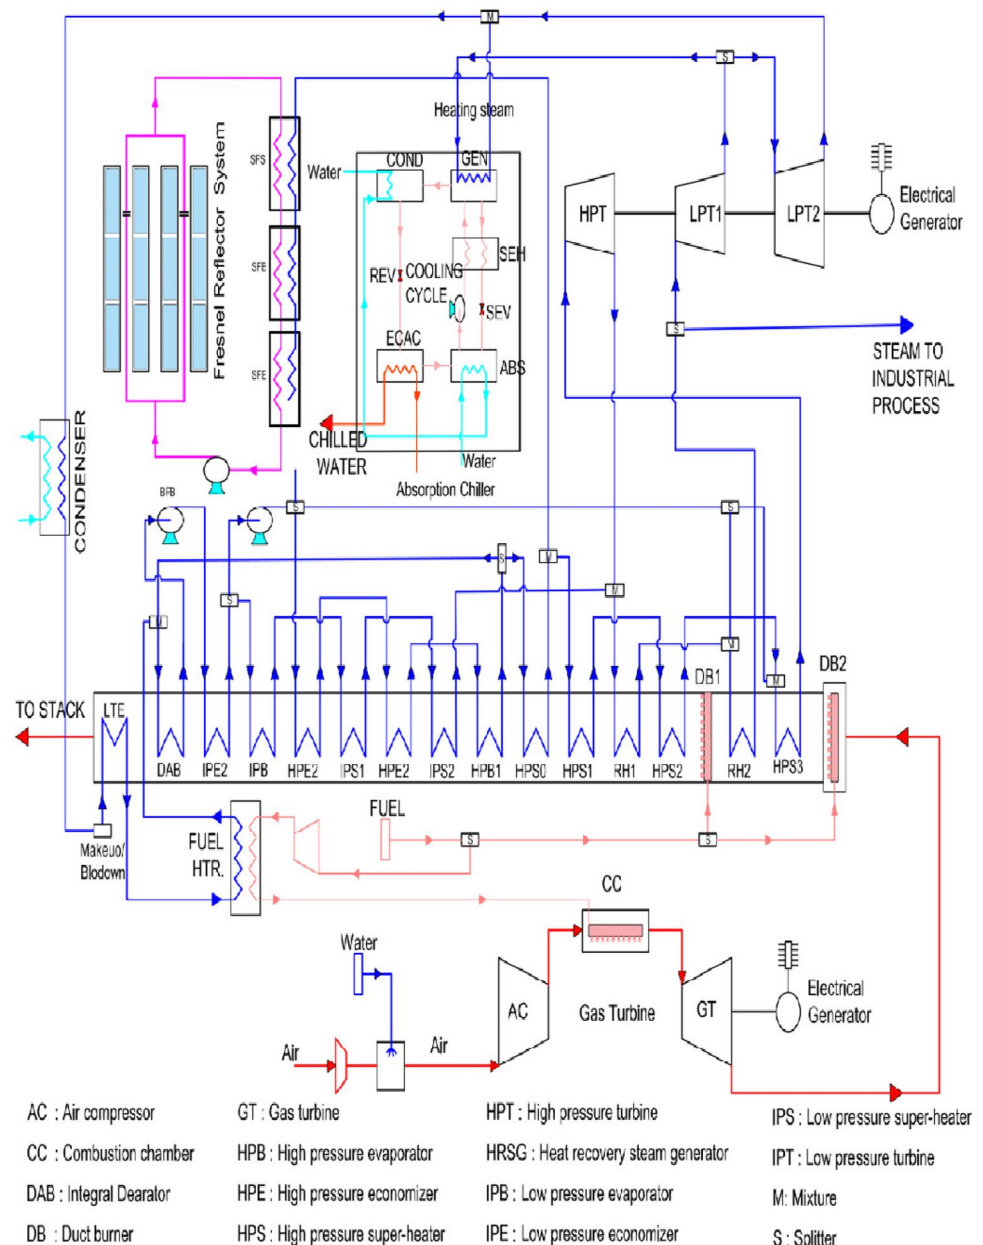 M
S
Heating steam
Fresnel Reflector System
SFS
SFB
SFE
Water
COND
GEN
SEH
REV
COOLING
CYCLE
SEV
ECAC
ABS
CHILLED
WATER
Water
Absorption Chiller
HPT
LPT1
LPT2
Electrical
Generator
S
STEAM TO
INDUSTRIAL
PROCESS
CONDENSER
BFB
S
S
S
M
M
S
M
M
M
DB1
DB2
TO STACK
LTE
DAB
IPE2
IPB
HPE2
IPS1
HPE2
IPS2
HPB1
HPS0
HPS1
RH1
HPS2
RH2
HPS3
Makeuo/
Blodown
FUEL
HTR.
FUEL
S
S
CC
Water
Air
Air
AC
Gas Turbine
GT
Electrical
Generator
AC : Air compressor
CC : Combustion chamber
DAB : Integral Dearator
DB : Duct burner
GT : Gas turbine
HPB : High pressure evaporator
HPE : High pressure economizer
HPS : High pressure super-heater
HPT : High pressure turbine
HRSG : Heat recovery steam generator
IPB : Low pressure evaporator
IPE : Low pressure economizer
IPS : Low pressure super-heater
IPT : Low pressure turbine
M: Mixture
S : Splitter